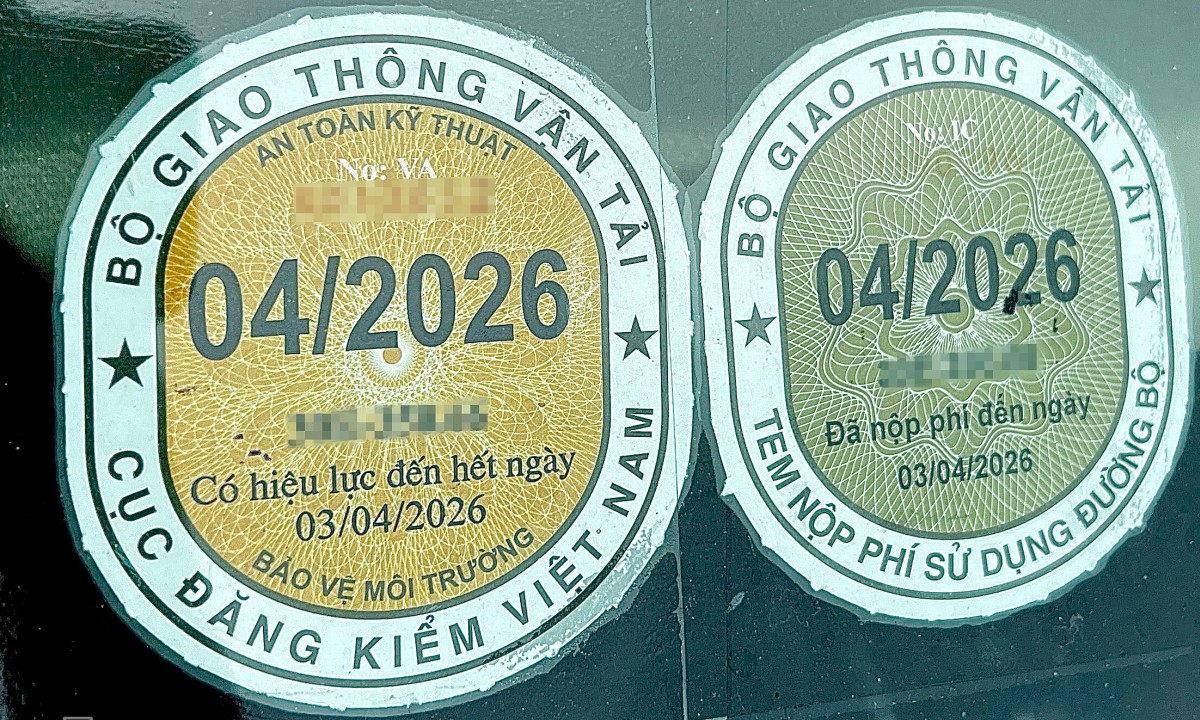 BỘ GIAO THÔNG VẬN TẢI
AN TOÀN KỸ THUẬT
No: VA
04/2026
Có hiệu lực đến hết ngày
03/04/2026
BẢO VỆ MÔI TRƯỜNG
★ CỤC ĐĂNG KIỂM VIỆT NAM ★
BỘ GIAO THÔNG VẬN TẢI
No: IC
04/2026
Đã nộp phí đến ngày
03/04/2026
★ TEM NỘP PHÍ SỬ DỤNG ĐƯỜNG BỘ ★